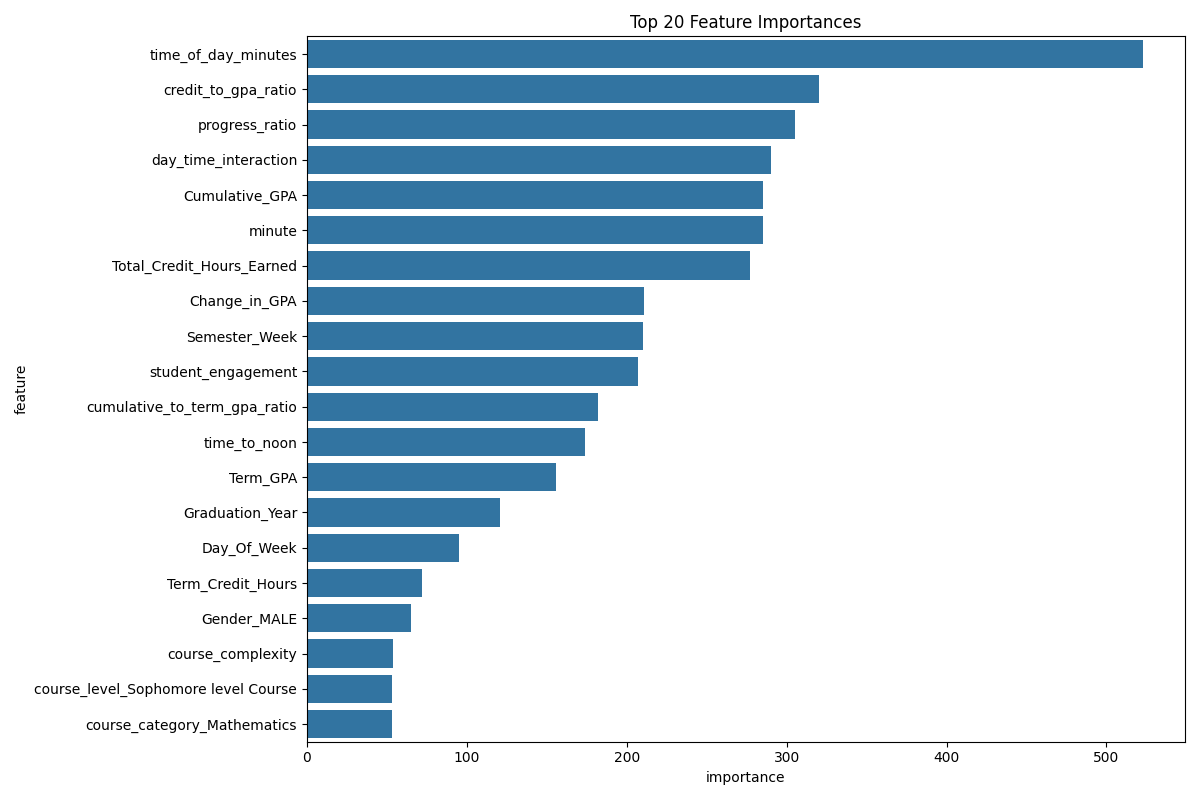 Top 20 Feature Importances
feature
time_of_day_minutes
credit_to_gpa_ratio
progress_ratio
day_time_interaction
Cumulative_GPA
minute
Total_Credit_Hours_Earned
Change_in_GPA
Semester_Week
student_engagement
cumulative_to_term_gpa_ratio
time_to_noon
Term_GPA
Graduation_Year
Day_Of_Week
Term_Credit_Hours
Gender_MALE
course_complexity
course_level_Sophomore level Course
course_category_Mathematics
0 100 200 300 400 500
importance